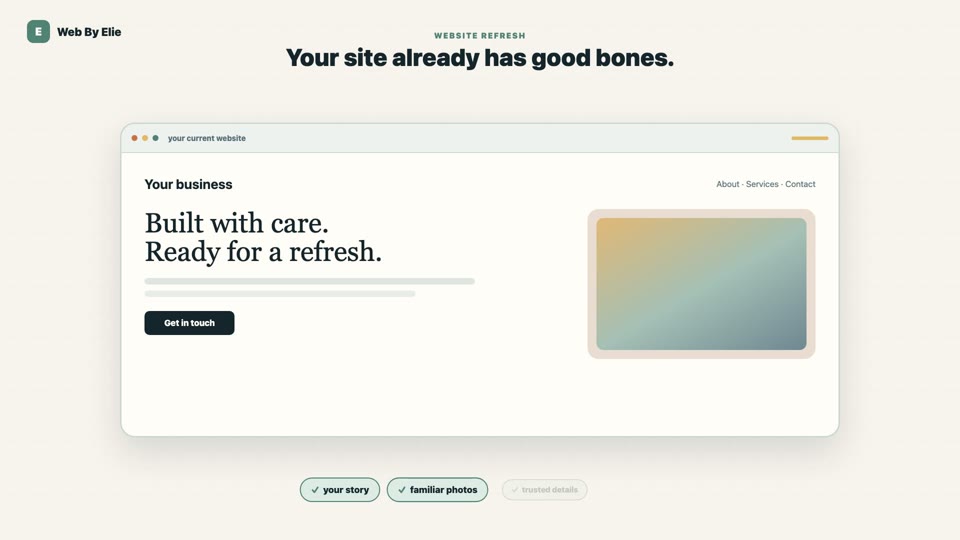 E Web By Elie
WEBSITE REFRESH
Your site already has good bones.
your current website
Your business
About · Services · Contact
Built with care.
Ready for a refresh.
Get in touch
✓ your story ✓ familiar photos ✓ trusted details